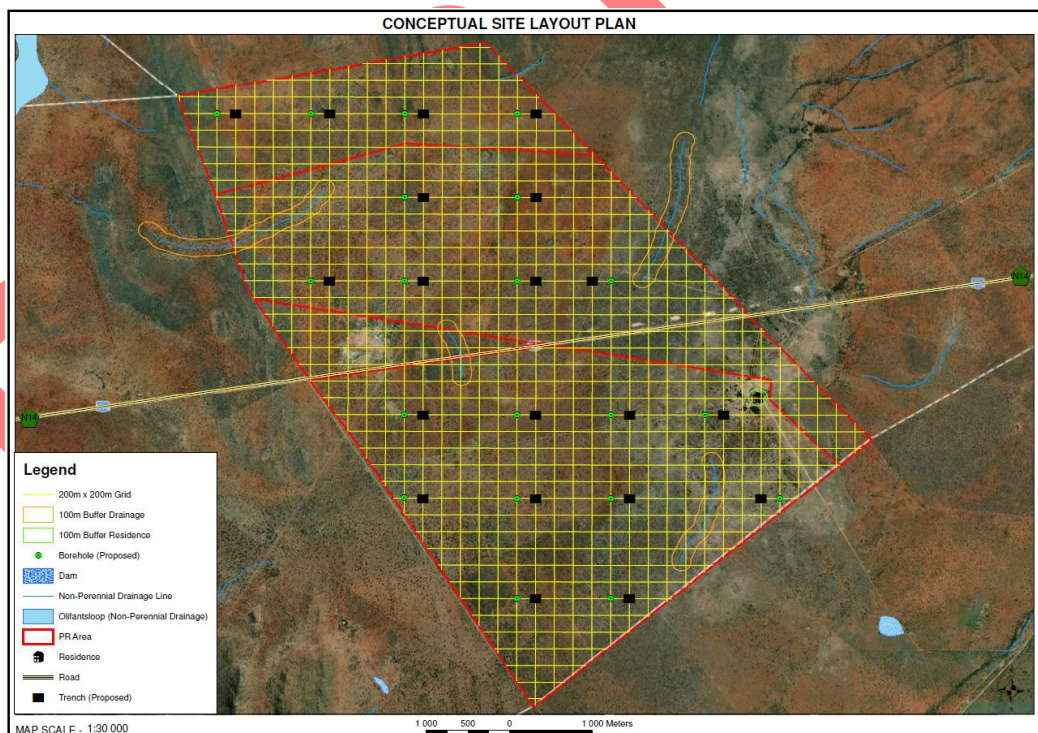 CONCEPTUAL SITE LAYOUT PLAN
N14
N14
Legend
200m x 200m Grid
100m Buffer Drainage
100m Buffer Residence
Borehole (Proposed)
Dam
Non-Perennial Drainage Line
Olifantsloop (Non-Perennial Drainage)
PR Area
Residence
Road
Trench (Proposed)
MAP SCALE - 1:30 000
1 000 500 0 1 000 Meters